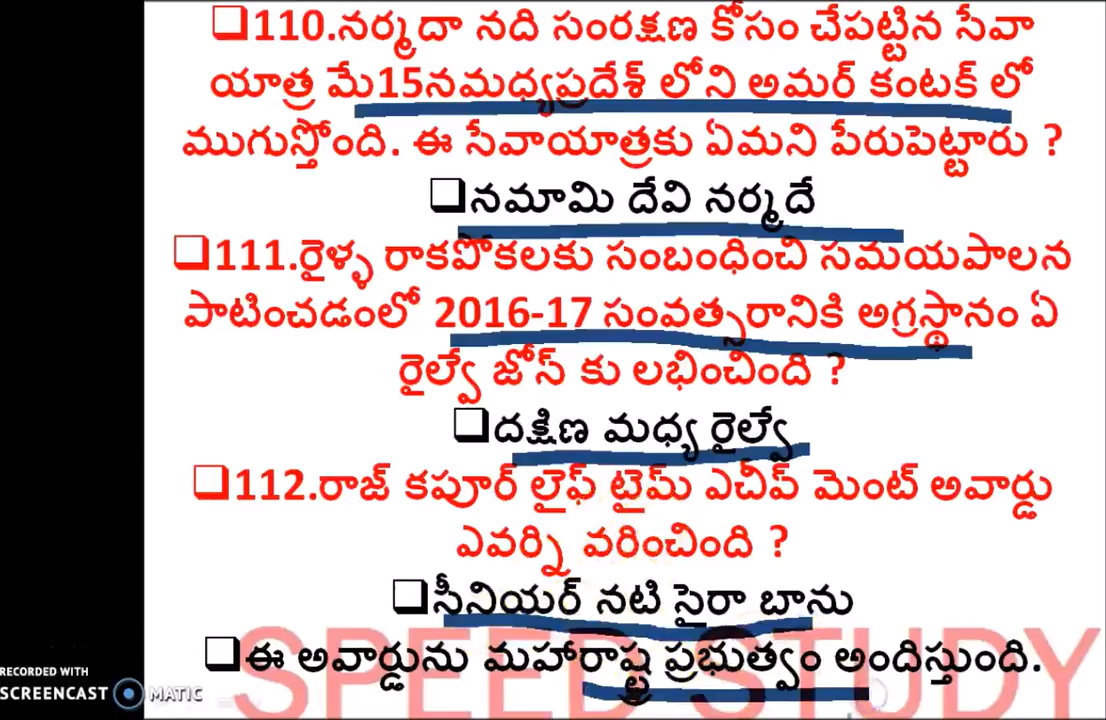 ❑110.నర్మదా నది సంరక్షణ కోసం చేపట్టిన సేవా
యాత్ర మే15నమధ్యప్రదేశ్ లోని అమర్ కంటక్ లో
ముగుస్తోంది. ఈ సేవాయాత్రకు ఏమని పేరుపెట్టారు ?
❑నమామి దేవి నర్మదే
❑111.రైళ్ళ రాకపోకలకు సంబంధించి సమయపాలన
పాటించడంలో 2016-17 సంవత్సరానికి అగ్రస్థానం ఏ
రైల్వే జోస్ కు లభించింది ?
❑దక్షిణ మధ్య రైల్వే
❑112.రాజ్ కపూర్ లైఫ్ టైమ్ ఎచీవ్ మెంట్ అవార్డు
ఎవర్ని వరించింది ?
❑సీనియర్ నటి సైరా బాను
❑ఈ అవార్డును మహారాష్ట్ర ప్రభుత్వం అందిస్తుంది.
SPEED STUDY
RECORDED WITH
SCREENCAST MATIC